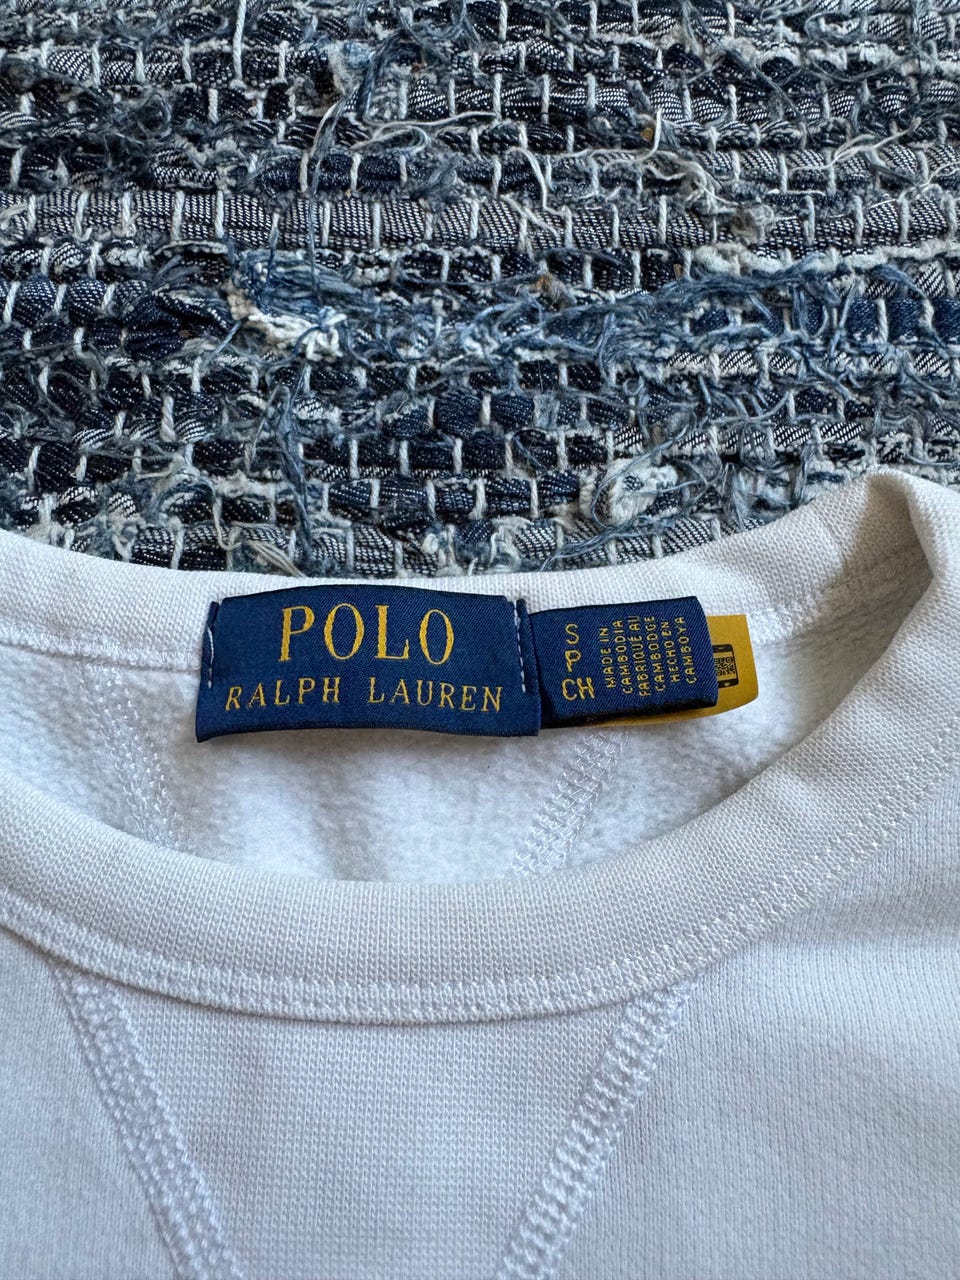 POLO
RALPH LAUREN
S
P
CH
MADE IN
CAMBODIA
FABRIQUÉ AU
CAMBODGE
HECHO EN
CAMBOYA